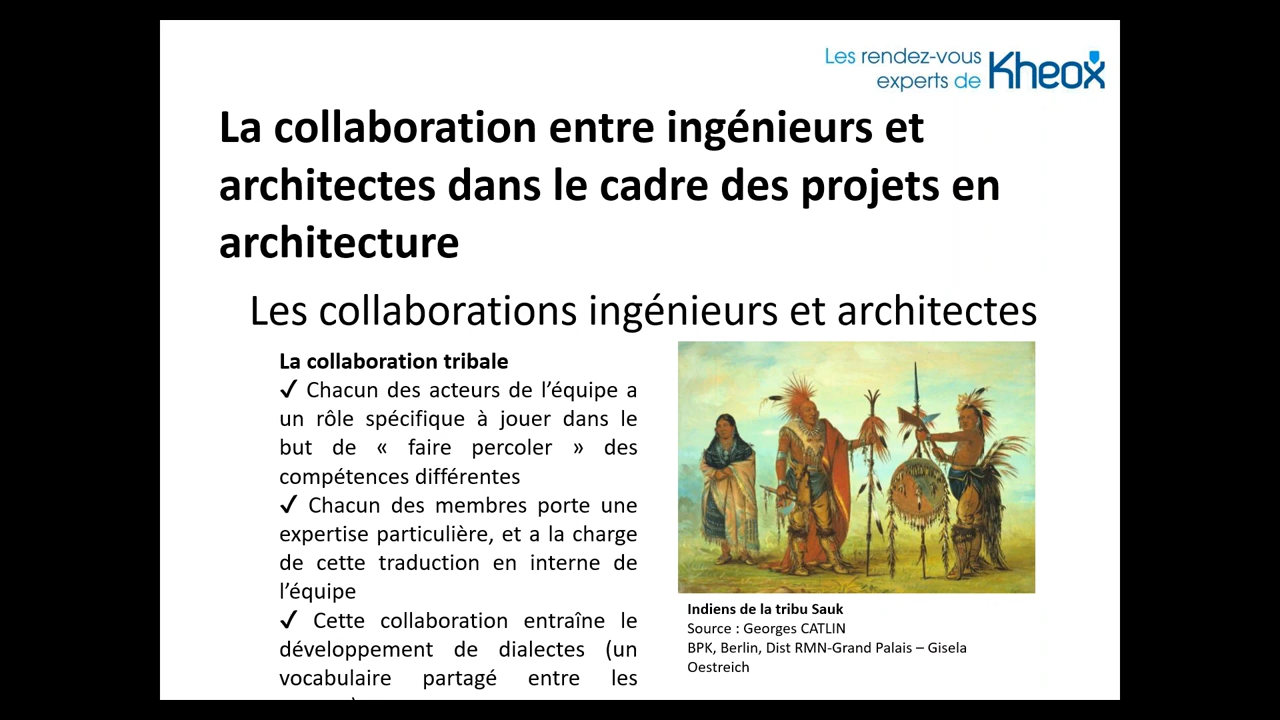 Les rendez-vous
experts de Kheox
La collaboration entre ingénieurs et
architectes dans le cadre des projets en
architecture
Les collaborations ingénieurs et architectes
La collaboration tribale
✓ Chacun des acteurs de l’équipe a
un rôle spécifique à jouer dans le
but de « faire percoler » des
compétences différentes
✓ Chacun des membres porte une
expertise particulière, et a la charge
de cette traduction en interne de
l’équipe
✓ Cette collaboration entraîne le
développement de dialectes (un
vocabulaire partagé entre les
Indiens de la tribu Sauk
Source : Georges CATLIN
BPK, Berlin, Dist RMN-Grand Palais – Gisela
Oestreich